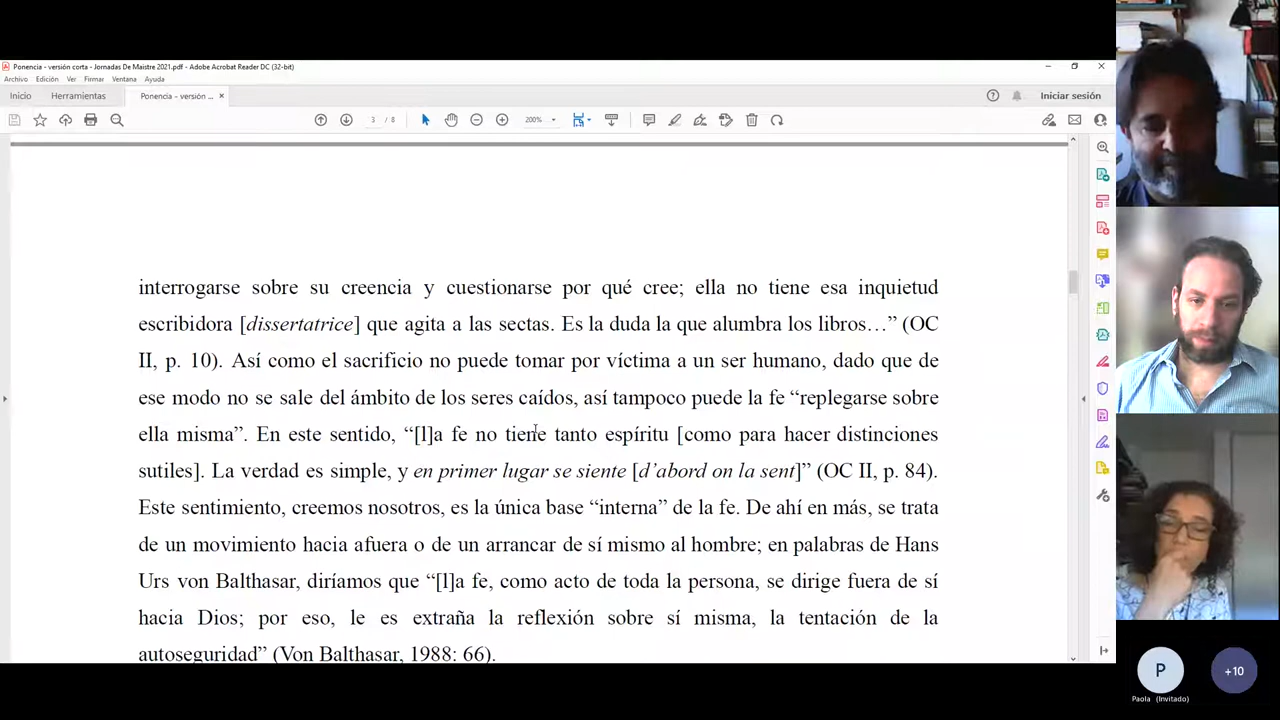 Ponencia - versión corta - Jornadas De Maistre 2021.pdf - Adobe Acrobat Reader DC (32-bit)
Archivo Edición Ver Firmar Ventana Ayuda
Inicio Herramientas Ponencia – versión ... Iniciar sesión
3 / 8 200%
interrogarse sobre su creencia y cuestionarse por qué cree; ella no tiene esa inquietud
escribidora [dissertatrice] que agita a las sectas. Es la duda la que alumbra los libros…” (OC
II, p. 10). Así como el sacrificio no puede tomar por víctima a un ser humano, dado que de
ese modo no se sale del ámbito de los seres caídos, así tampoco puede la fe “replegarse sobre
ella misma”. En este sentido, “[l]a fe no tiene tanto espíritu [como para hacer distinciones
sutiles]. La verdad es simple, y en primer lugar se siente [d’abord on la sent]” (OC II, p. 84).
Este sentimiento, creemos nosotros, es la única base “interna” de la fe. De ahí en más, se trata
de un movimiento hacia afuera o de un arrancar de sí mismo al hombre; en palabras de Hans
Urs von Balthasar, diríamos que “[l]a fe, como acto de toda la persona, se dirige fuera de sí
hacia Dios; por eso, le es extraña la reflexión sobre sí misma, la tentación de la
autoseguridad” (Von Balthasar, 1988: 66).
P +10
Paola (Invitado)